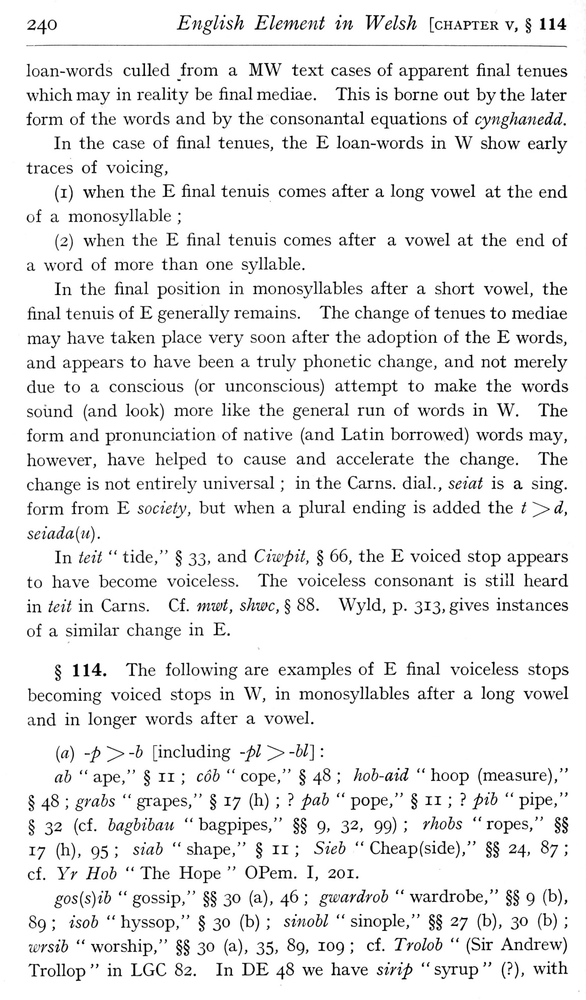 240 English Element in Welsh [CHAPTER V, § 114
loan-words culled from a MW text cases of apparent final tenues
which may in reality be final mediae. This is borne out by the later
form of the words and by the consonantal equations of cynghanedd.
In the case of final tenues, the E loan-words in W show early
traces of voicing,
(1) when the E final tenuis comes after a long vowel at the end
of a monosyllable ;
(2) when the E final tenuis comes after a vowel at the end of
a word of more than one syllable.
In the final position in monosyllables after a short vowel, the
final tenuis of E generally remains. The change of tenues to mediae
may have taken place very soon after the adoption of the E words,
and appears to have been a truly phonetic change, and not merely
due to a conscious (or unconscious) attempt to make the words
sound (and look) more like the general run of words in W. The
form and pronunciation of native (and Latin borrowed) words may,
however, have helped to cause and accelerate the change. The
change is not entirely universal ; in the Carns. dial., seiat is a sing.
form from E society, but when a plural ending is added the t > d,
seiada(u).
In teit “ tide,” § 33, and Ciwpit, § 66, the E voiced stop appears
to have become voiceless. The voiceless consonant is still heard
in teit in Carns. Cf. mwt, shwc, § 88. Wyld, p. 313, gives instances
of a similar change in E.
§ 114. The following are examples of E final voiceless stops
becoming voiced stops in W, in monosyllables after a long vowel
and in longer words after a vowel.
(a) -p > -b [including -pl > -bl] :
ab “ ape,” § 11 ; côb “ cope,” § 48 ; hob-aid “ hoop (measure),”
§ 48 ; grabs “ grapes,” § 17 (h) ; ? pab “ pope,” § 11 ; ? pib “ pipe,”
§ 32 (cf. bagbibau “ bagpipes,” §§ 9, 32, 99) ; rhobs “ ropes,” §§
17 (h), 95 ; siab “ shape,” § 11 ; Sieb “ Cheap(side),” §§ 24, 87 ;
cf. Yr Hob “ The Hope ” OPem. I, 201.
gos(s)ib “ gossip,” §§ 30 (a), 46 ; gwardrob “ wardrobe,” §§ 9 (b),
89 ; isob “ hyssop,” § 30 (b) ; sinobl “ sinople,” §§ 27 (b), 30 (b) ;
wrsib “ worship,” §§ 30 (a), 35, 89, 109 ; cf. Trolob “ (Sir Andrew)
Trollop ” in LGC 82. In DE 48 we have sirip “ syrup ” (?), with